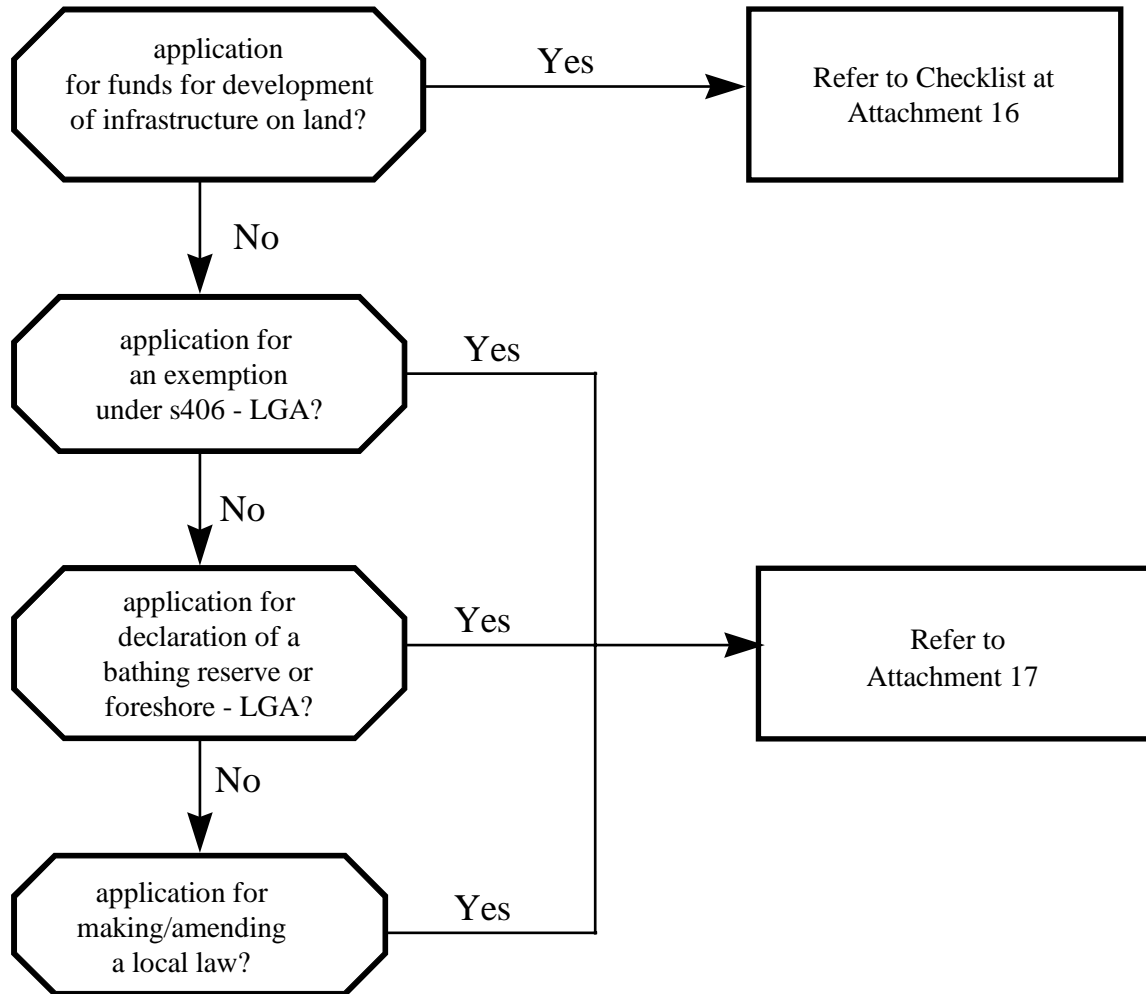 application
for funds for development
of infrastructure on land?
Yes
Refer to Checklist at
Attachment 16
No
application for
an exemption
under s406 - LGA?
Yes
No
application for
declaration of a
bathing reserve or
foreshore - LGA?
Yes
Refer to
Attachment 17
No
application for
making/amending
a local law?
Yes